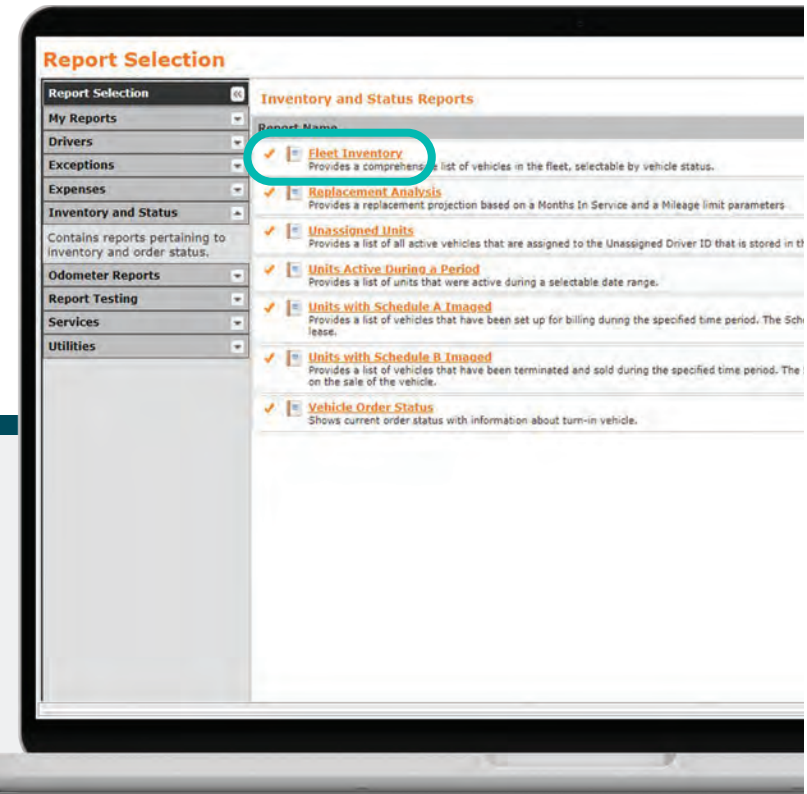 Report Selection
Report Selection
My Reports
Drivers
Exceptions
Expenses
Inventory and Status
Contains reports pertaining to
inventory and order status.
Odometer Reports
Report Testing
Services
Utilities
Inventory and Status Reports
Report Name
Fleet Inventory
Provides a comprehensive list of vehicles in the fleet, selectable by vehicle status.
Replacement Analysis
Provides a replacement projection based on a Months In Service and a Mileage limit parameters
Unassigned Units
Provides a list of all active vehicles that are assigned to the Unassigned Driver ID that is stored in
Units Active During a Period
Provides a list of units that were active during a selectable date range.
Units with Schedule A Imaged
Provides a list of vehicles that have been set up for billing during the specified time period. The
lease.
Units with Schedule B Imaged
Provides a list of vehicles that have been terminated and sold during the specified time period. The
on the sale of the vehicle.
Vehicle Order Status
Shows current order status with information about turn-in vehicle.